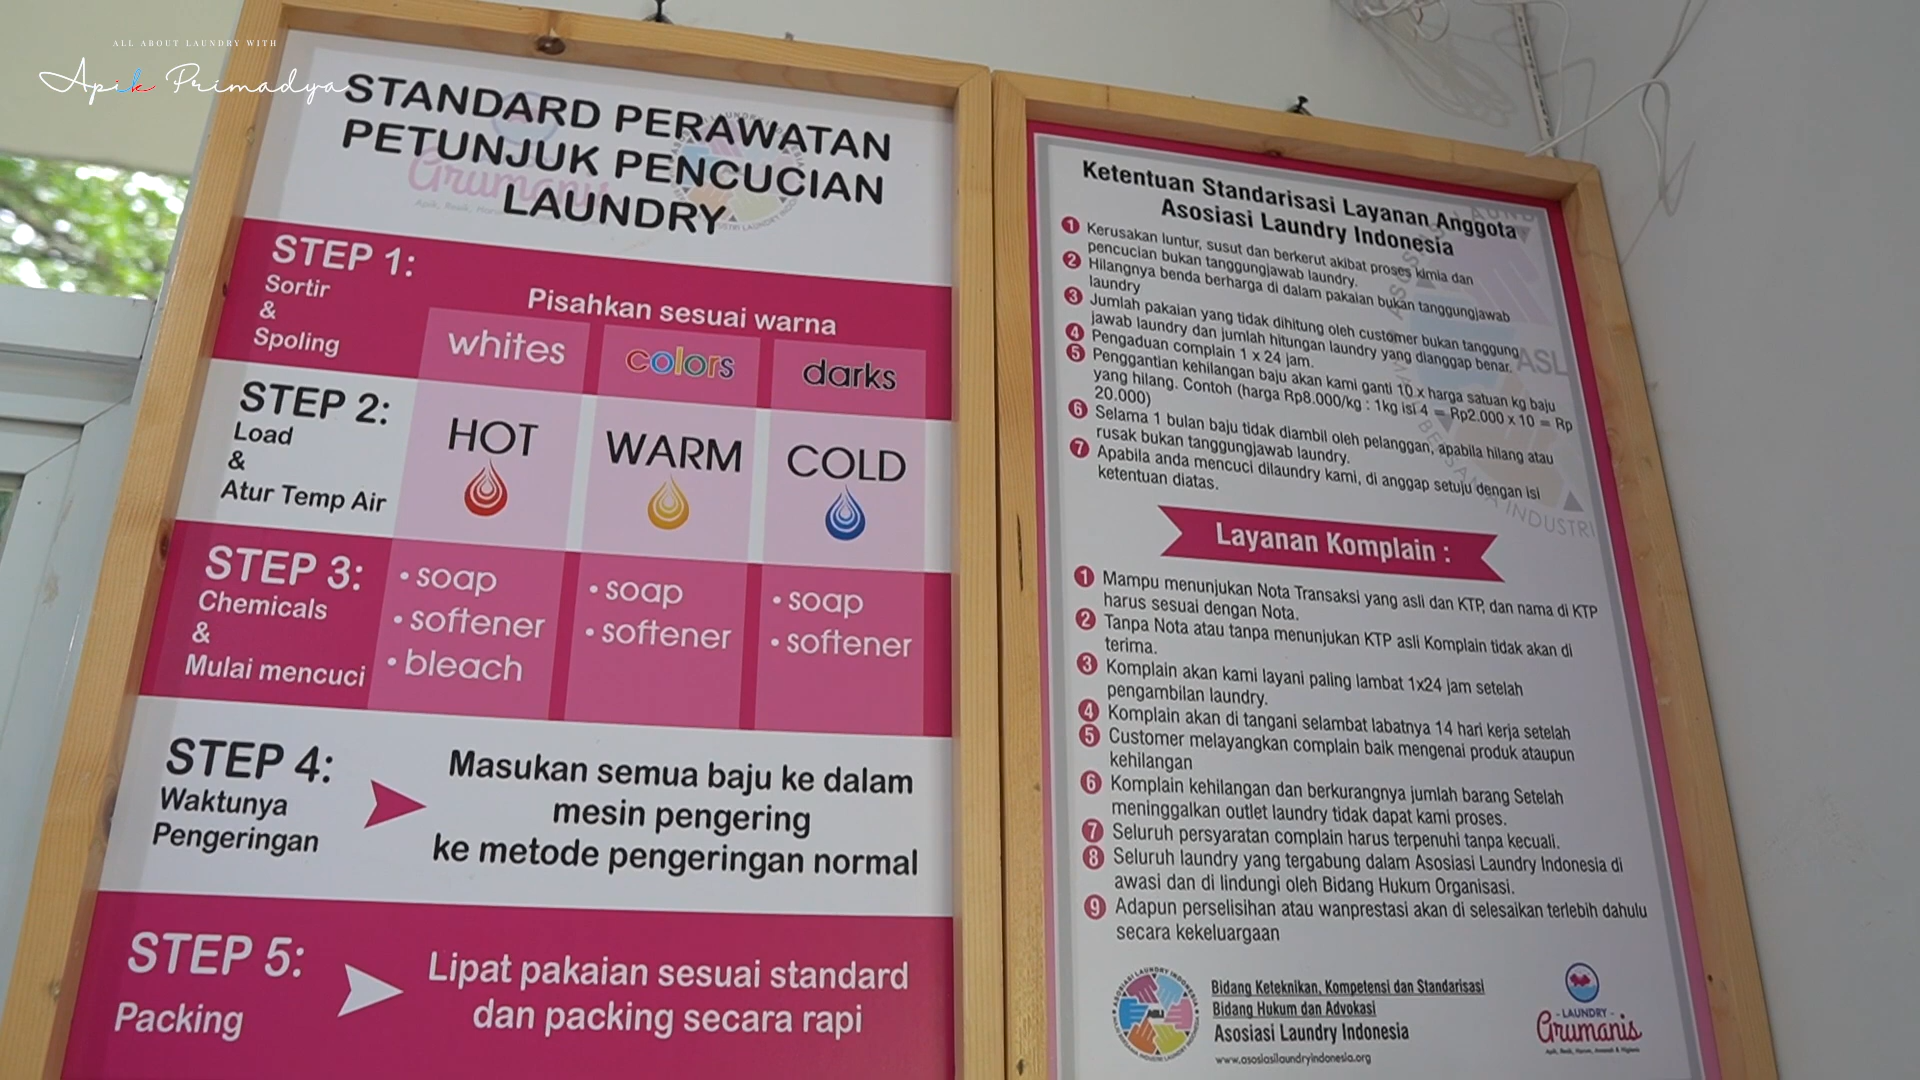 ALL ABOUT LAUNDRY WITH
Apik Primadya
STANDARD PERAWATAN
PETUNJUK PENCUCIAN
LAUNDRY
STEP 1:
Sortir
&
Spoling
Pisahkan sesuai warna
whites
colors
darks
STEP 2:
Load
&
Atur Temp Air
HOT
WARM
COLD
STEP 3:
Chemicals
&
Mulai mencuci
• soap
• softener
• bleach
• soap
• softener
• soap
• softener
STEP 4:
Waktunya
Pengeringan
Masukan semua baju ke dalam
mesin pengering
ke metode pengeringan normal
STEP 5:
Packing
Lipat pakaian sesuai standard
dan packing secara rapi
Ketentuan Standarisasi Layanan Anggota
Asosiasi Laundry Indonesia
1 Kerusakan luntur, susut dan berkerut akibat proses kimia dan
pencucian bukan tanggungjawab laundry.
2 Hilangnya benda berharga di dalam pakaian bukan tanggungjawab
laundry
3 Jumlah pakaian yang tidak dihitung oleh customer bukan tanggung
jawab laundry dan jumlah hitungan laundry yang dianggap benar.
4 Pengaduan complain 1 x 24 jam.
5 Penggantian kehilangan baju akan kami ganti 10 x harga satuan kg baju
yang hilang. Contoh (harga Rp8.000/kg : 1kg isi 4 = Rp2.000 x 10 = Rp
20.000)
6 Selama 1 bulan baju tidak diambil oleh pelanggan, apabila hilang atau
rusak bukan tanggungjawab laundry.
7 Apabila anda mencuci dilaundry kami, di anggap setuju dengan isi
ketentuan diatas.
Layanan Komplain :
1 Mampu menunjukan Nota Transaksi yang asli dan KTP, dan nama di KTP
harus sesuai dengan Nota.
2 Tanpa Nota atau tanpa menunjukan KTP asli Komplain tidak akan di
terima.
3 Komplain akan kami layani paling lambat 1x24 jam setelah
pengambilan laundry.
4 Komplain akan di tangani selambat labatnya 14 hari kerja setelah
5 Customer melayangkan complain baik mengenai produk ataupun
kehilangan
6 Komplain kehilangan dan berkurangnya jumlah barang Setelah
meninggalkan outlet laundry tidak dapat kami proses.
7 Seluruh persyaratan complain harus terpenuhi tanpa kecuali.
8 Seluruh laundry yang tergabung dalam Asosiasi Laundry Indonesia di
awasi dan di lindungi oleh Bidang Hukum Organisasi.
9 Adapun perselisihan atau wanprestasi akan di selesaikan terlebih dahulu
secara kekeluargaan
Bidang Keteknikan, Kompetensi dan Standarisasi
Bidang Hukum dan Advokasi
Asosiasi Laundry Indonesia
www.asosiasilaundryindonesia.org
ASLI
- LAUNDRY -
Grumanis